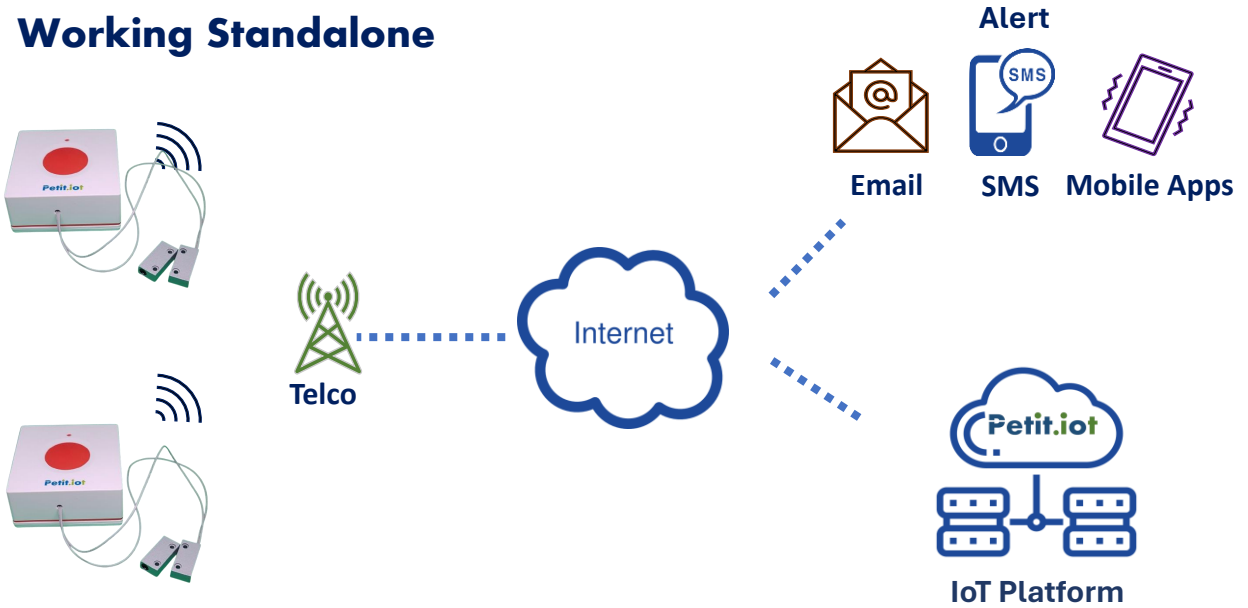 Working Standalone
Alert
@
SMS
Email
SMS
Mobile Apps
Petit.iot
Internet
Telco
Petit.iot
Petit.iot
IoT Platform